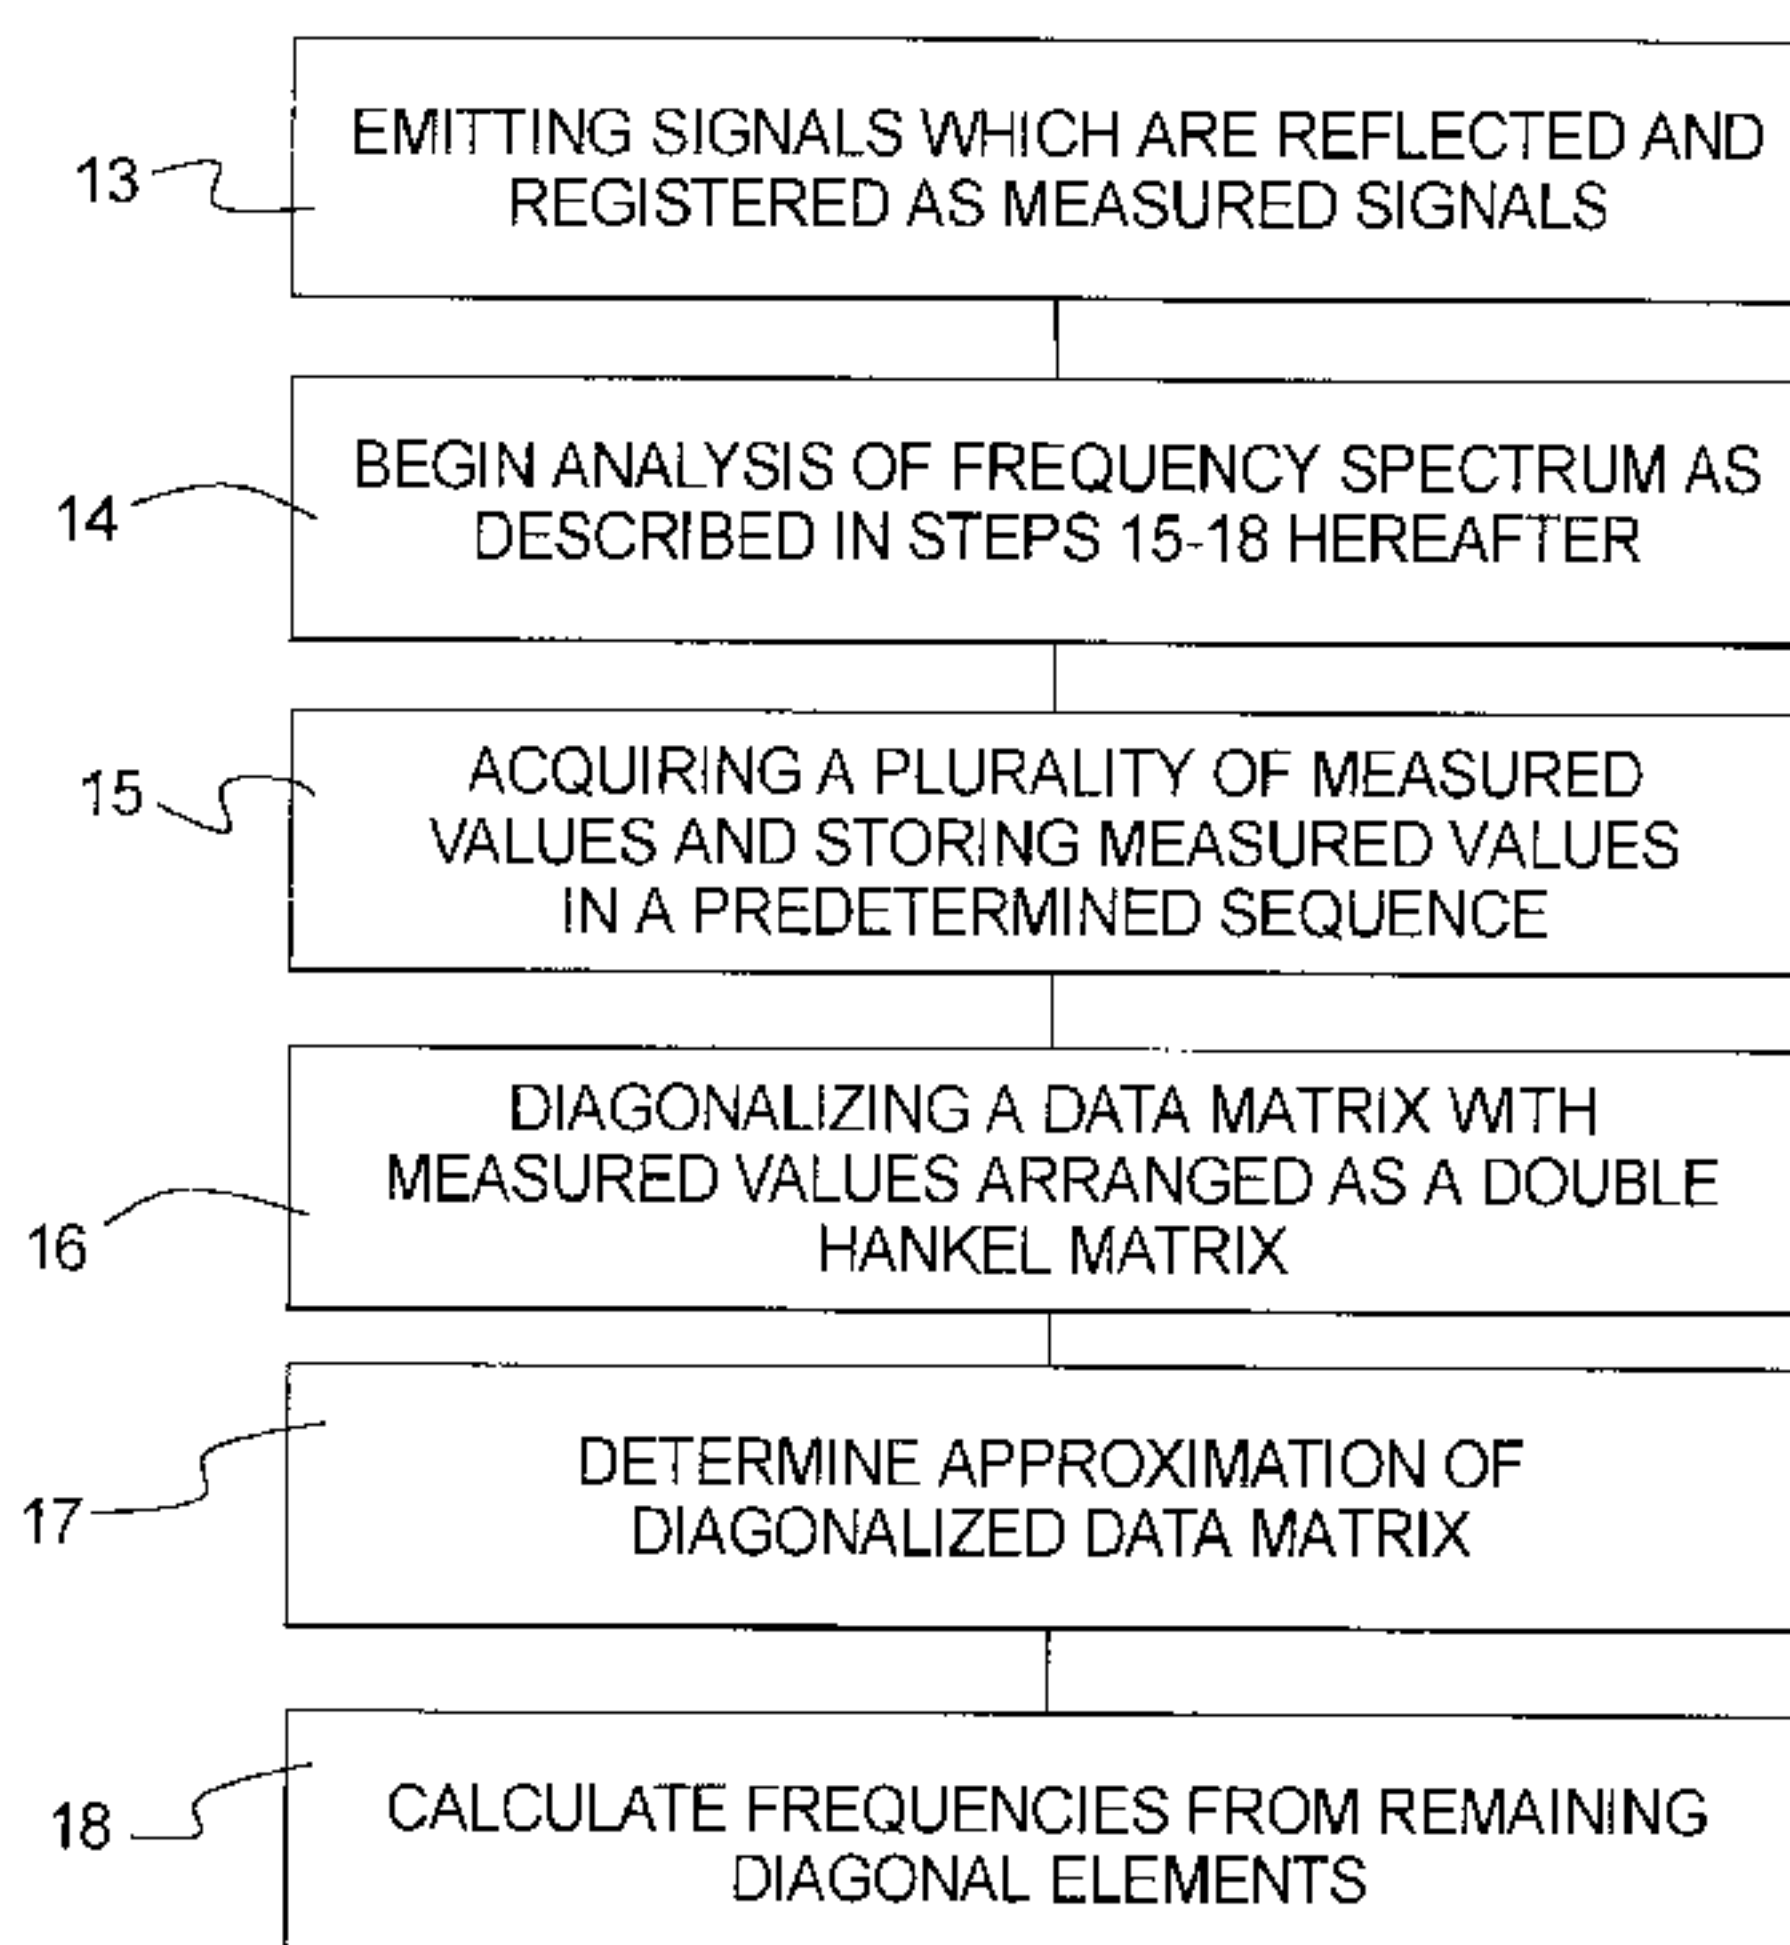 13
EMITTING SIGNALS WHICH ARE REFLECTED AND
REGISTERED AS MEASURED SIGNALS
14
BEGIN ANALYSIS OF FREQUENCY SPECTRUM AS
DESCRIBED IN STEPS 15-18 HEREAFTER
15
ACQUIRING A PLURALITY OF MEASURED
VALUES AND STORING MEASURED VALUES
IN A PREDETERMINED SEQUENCE
16
DIAGONALIZING A DATA MATRIX WITH
MEASURED VALUES ARRANGED AS A DOUBLE
HANKEL MATRIX
17
DETERMINE APPROXIMATION OF
DIAGONALIZED DATA MATRIX
18
CALCULATE FREQUENCIES FROM REMAINING
DIAGONAL ELEMENTS